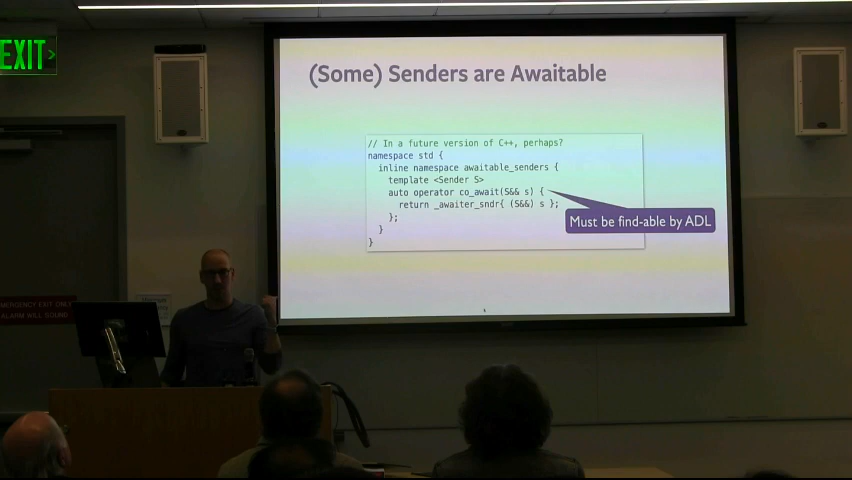 EXIT
(Some) Senders are Awaitable
// In a future version of C++, perhaps?
namespace std {
inline namespace awaitable_senders {
template <Sender S>
auto operator co_await(S&& s) {
return _awaiter_sndr{ (S&&) s };
};
}
}
Must be find-able by ADL
EMERGENCY EXIT ONLY
ALARM WILL SOUND